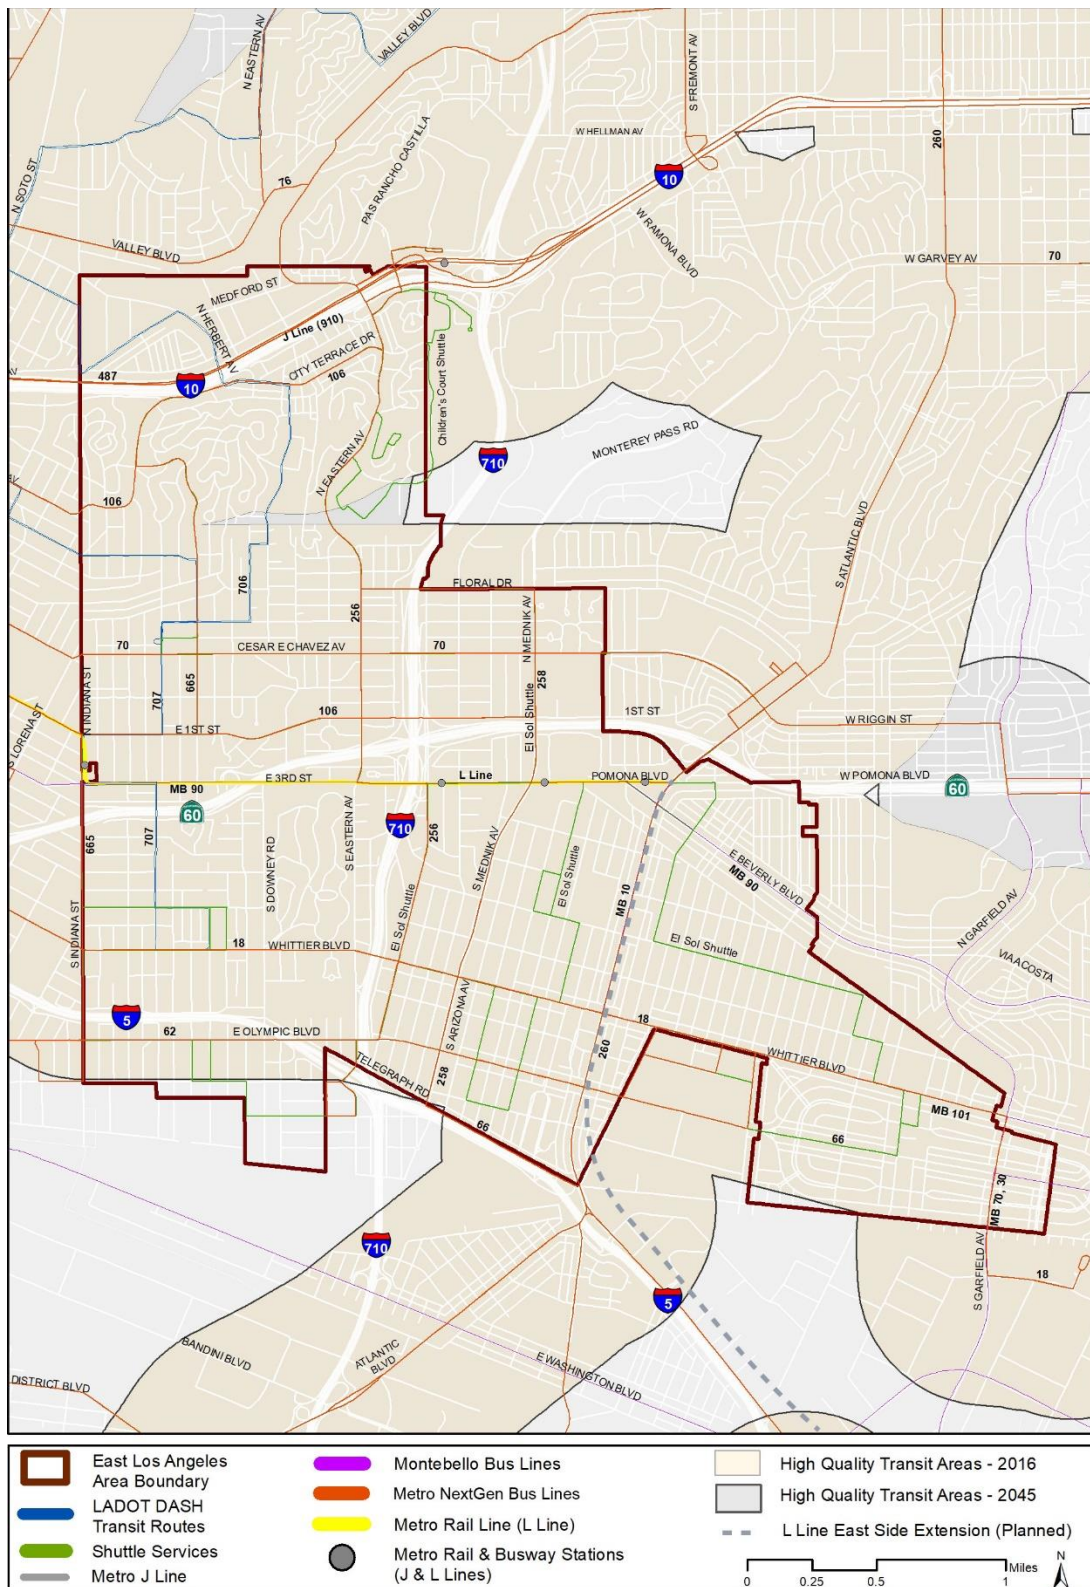 VALLEY BLVD
N EASTERN AV
S FREMONT AV
W HELLMAN AV
260
PAS RANCHO CASTILLA
10
N SOTO ST
76
W RAMONA BLVD
VALLEY BLVD
W GARVEY AV
70
MEDFORD ST
N HERBERT AV
J Line (910)
CITY TERRACE DR
106
487
10
Children's Court Shuttle
MONTEREY PASS RD
710
N EASTERN AV
106
S ATLANTIC BLVD
706
FLORAL DR
256
N MEDNIK AV
70
CESAR E CHAVEZ AV
70
665
258
707
El Sol Shuttle
N INDIANA ST
S LORENA ST
E 1ST ST
106
1ST ST
W RIGGIN ST
E 3RD ST
L Line
POMONA BLVD
W POMONA BLVD
MB 90
60
60
665
707
S DOWNEY RD
S EASTERN AV
710
256
S MEDNIK AV
El Sol Shuttle
MB 10
E BEVERLY BLVD
MB 90
S INDIANA ST
18
WHITTIER BLVD
El Sol Shuttle
El Sol Shuttle
N GARFIELD AV
VIA ACOSTA
5
62
E OLYMPIC BLVD
S ARIZONA AV
18
260
WHITTIER BLVD
TELEGRAPH RD
258
66
MB 101
66
MB 70, 30
710
S GARFIELD AV
18
5
BANDINI BLVD
ATLANTIC BLVD
E WASHINGTON BLVD
DISTRICT BLVD
East Los Angeles
Area Boundary
LADOT DASH
Transit Routes
Shuttle Services
Metro J Line
Montebello Bus Lines
Metro NextGen Bus Lines
Metro Rail Line (L Line)
Metro Rail & Busway Stations
(J & L Lines)
High Quality Transit Areas - 2016
High Quality Transit Areas - 2045
L Line East Side Extension (Planned)
Miles
0 0.25 0.5 1
N